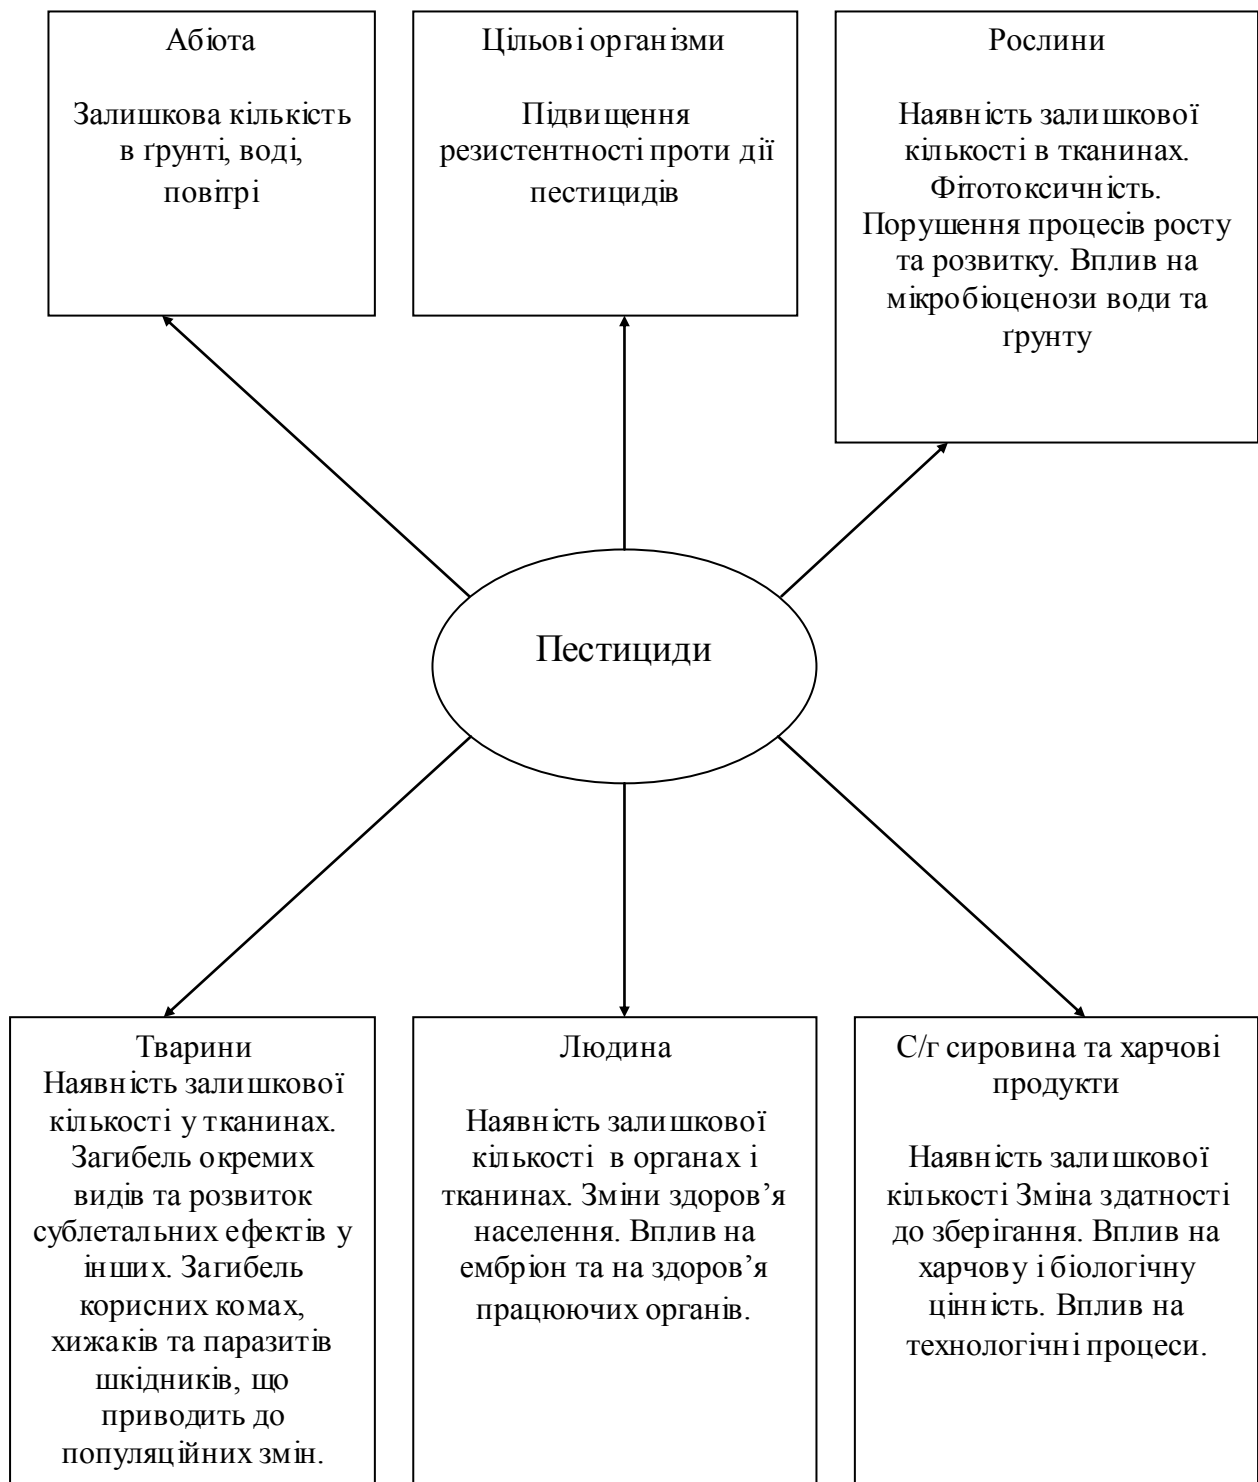 Абіота
Залишкова кількість
в ґрунті, воді,
повітрі
Цільові організми
Підвищення
резистентності проти дії
пестицидів
Рослини
Наявність залишкової
кількості в тканинах.
Фітотоксичність.
Порушення процесів росту
та розвитку. Вплив на
мікробіоценози води та
ґрунту
Пестициди
Тварини
Наявність залишкової
кількості у тканинах.
Загибель окремих
видів та розвиток
сублетальних ефектів у
інших. Загибель
корисних комах,
хижаків та паразитів
шкідників, що
приводить до
популяційних змін.
Людина
Наявність залишкової
кількості в органах і
тканинах. Зміни здоров’я
населення. Вплив на
ембріон та на здоров’я
працюючих органів.
С/г сировина та харчові
продукти
Наявність залишкової
кількості Зміна здатності
до зберігання. Вплив на
харчову і біологічну
цінність. Вплив на
технологічні процеси.